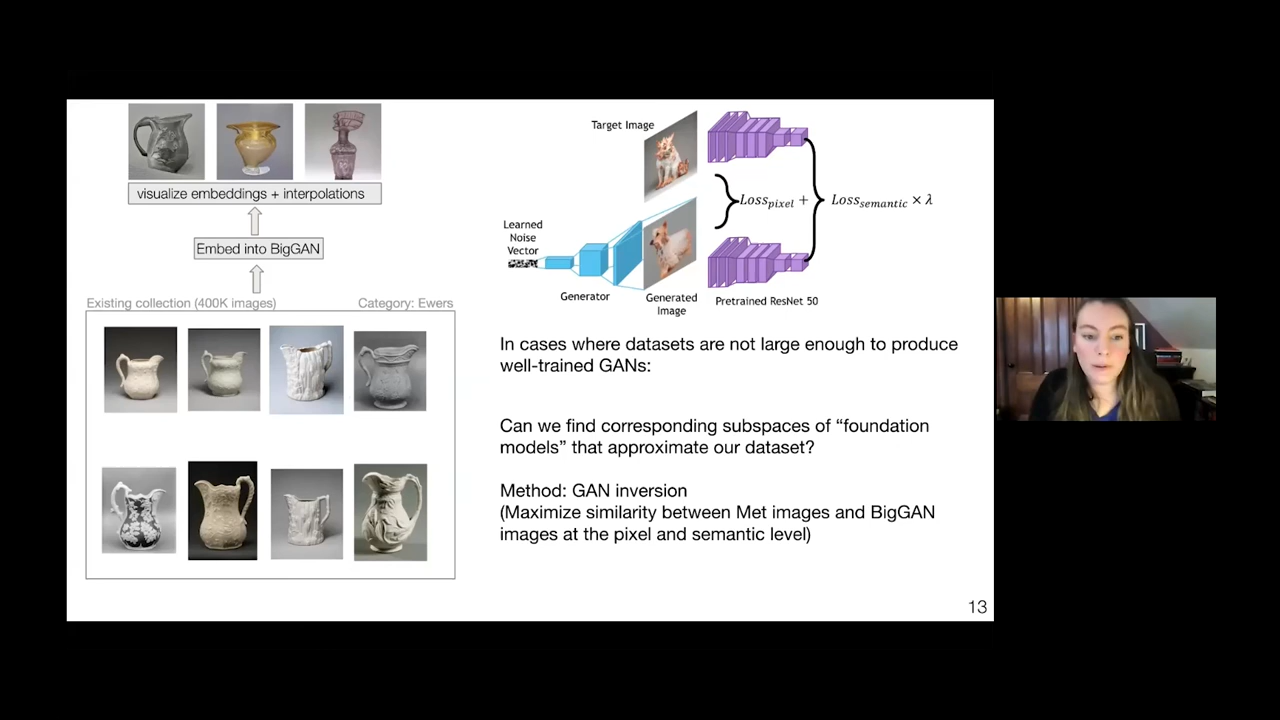 visualize embeddings + interpolations
Embed into BigGAN
Existing collection (400K images)
Category: Ewers
Target Image
Learned
Noise
Vector
Generator
Generated
Image
Pretrained ResNet 50
Loss_pixel + Loss_semantic × λ
In cases where datasets are not large enough to produce
well-trained GANs:
Can we find corresponding subspaces of “foundation
models” that approximate our dataset?
Method: GAN inversion
(Maximize similarity between Met images and BigGAN
images at the pixel and semantic level)
13